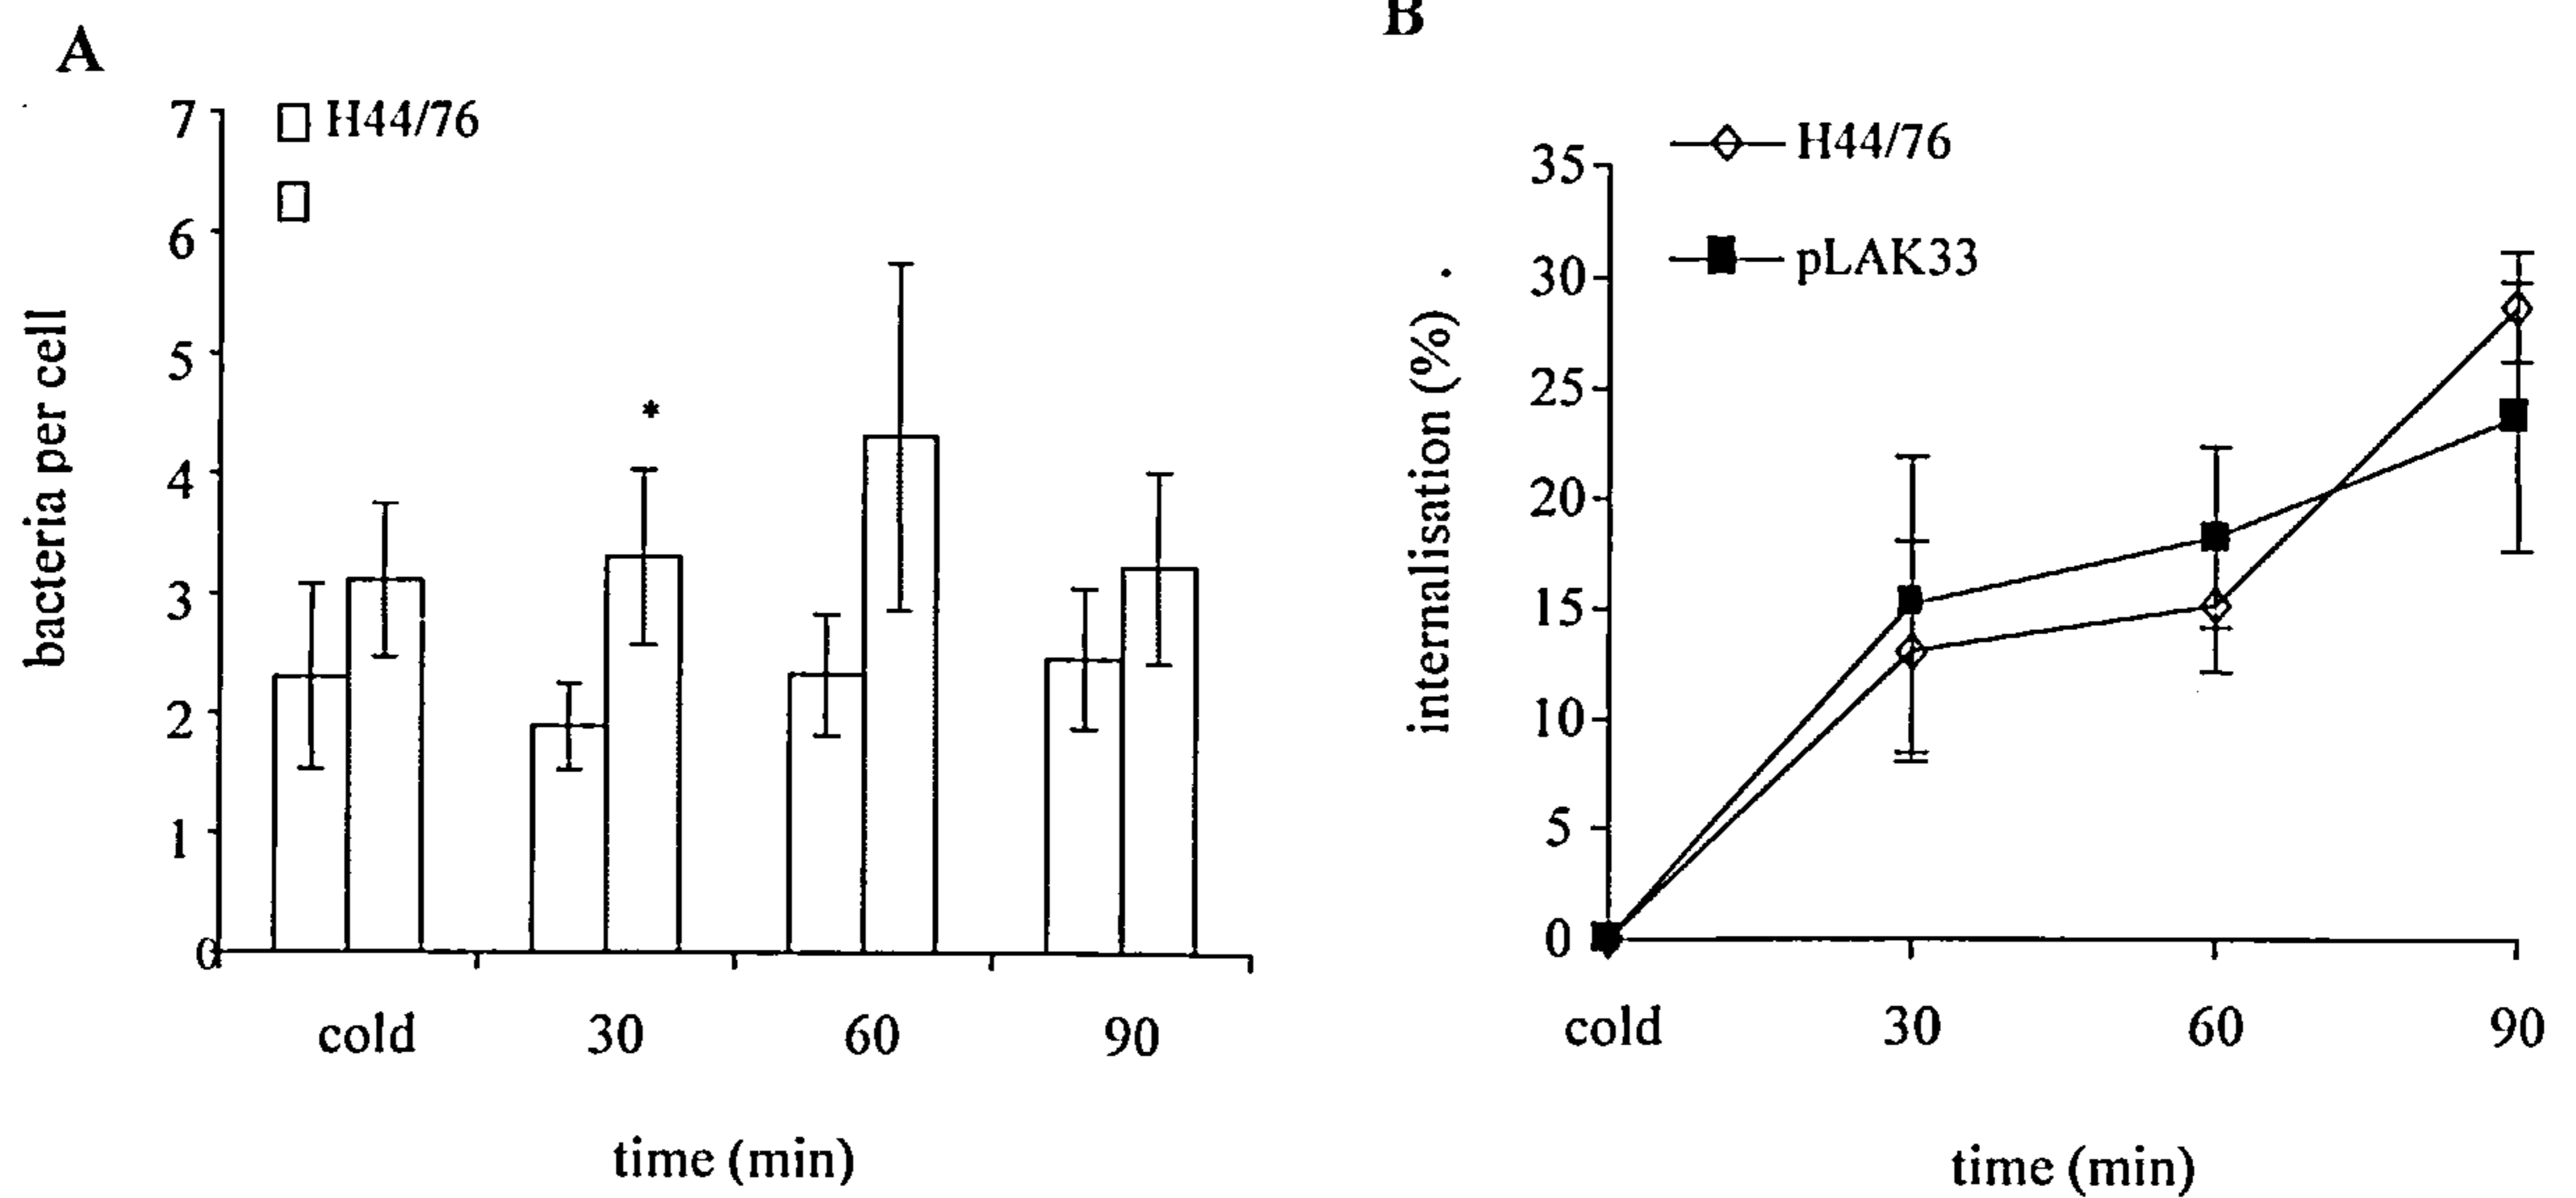 A
7
6
5
4
3
2
1
0
bacteria per cell
H44/76
*
cold 30 60 90
time (min)
B
35
30
25
20
15
10
5
0
internalisation (%)
H44/76
pLAK33
cold 30 60 90
time (min)